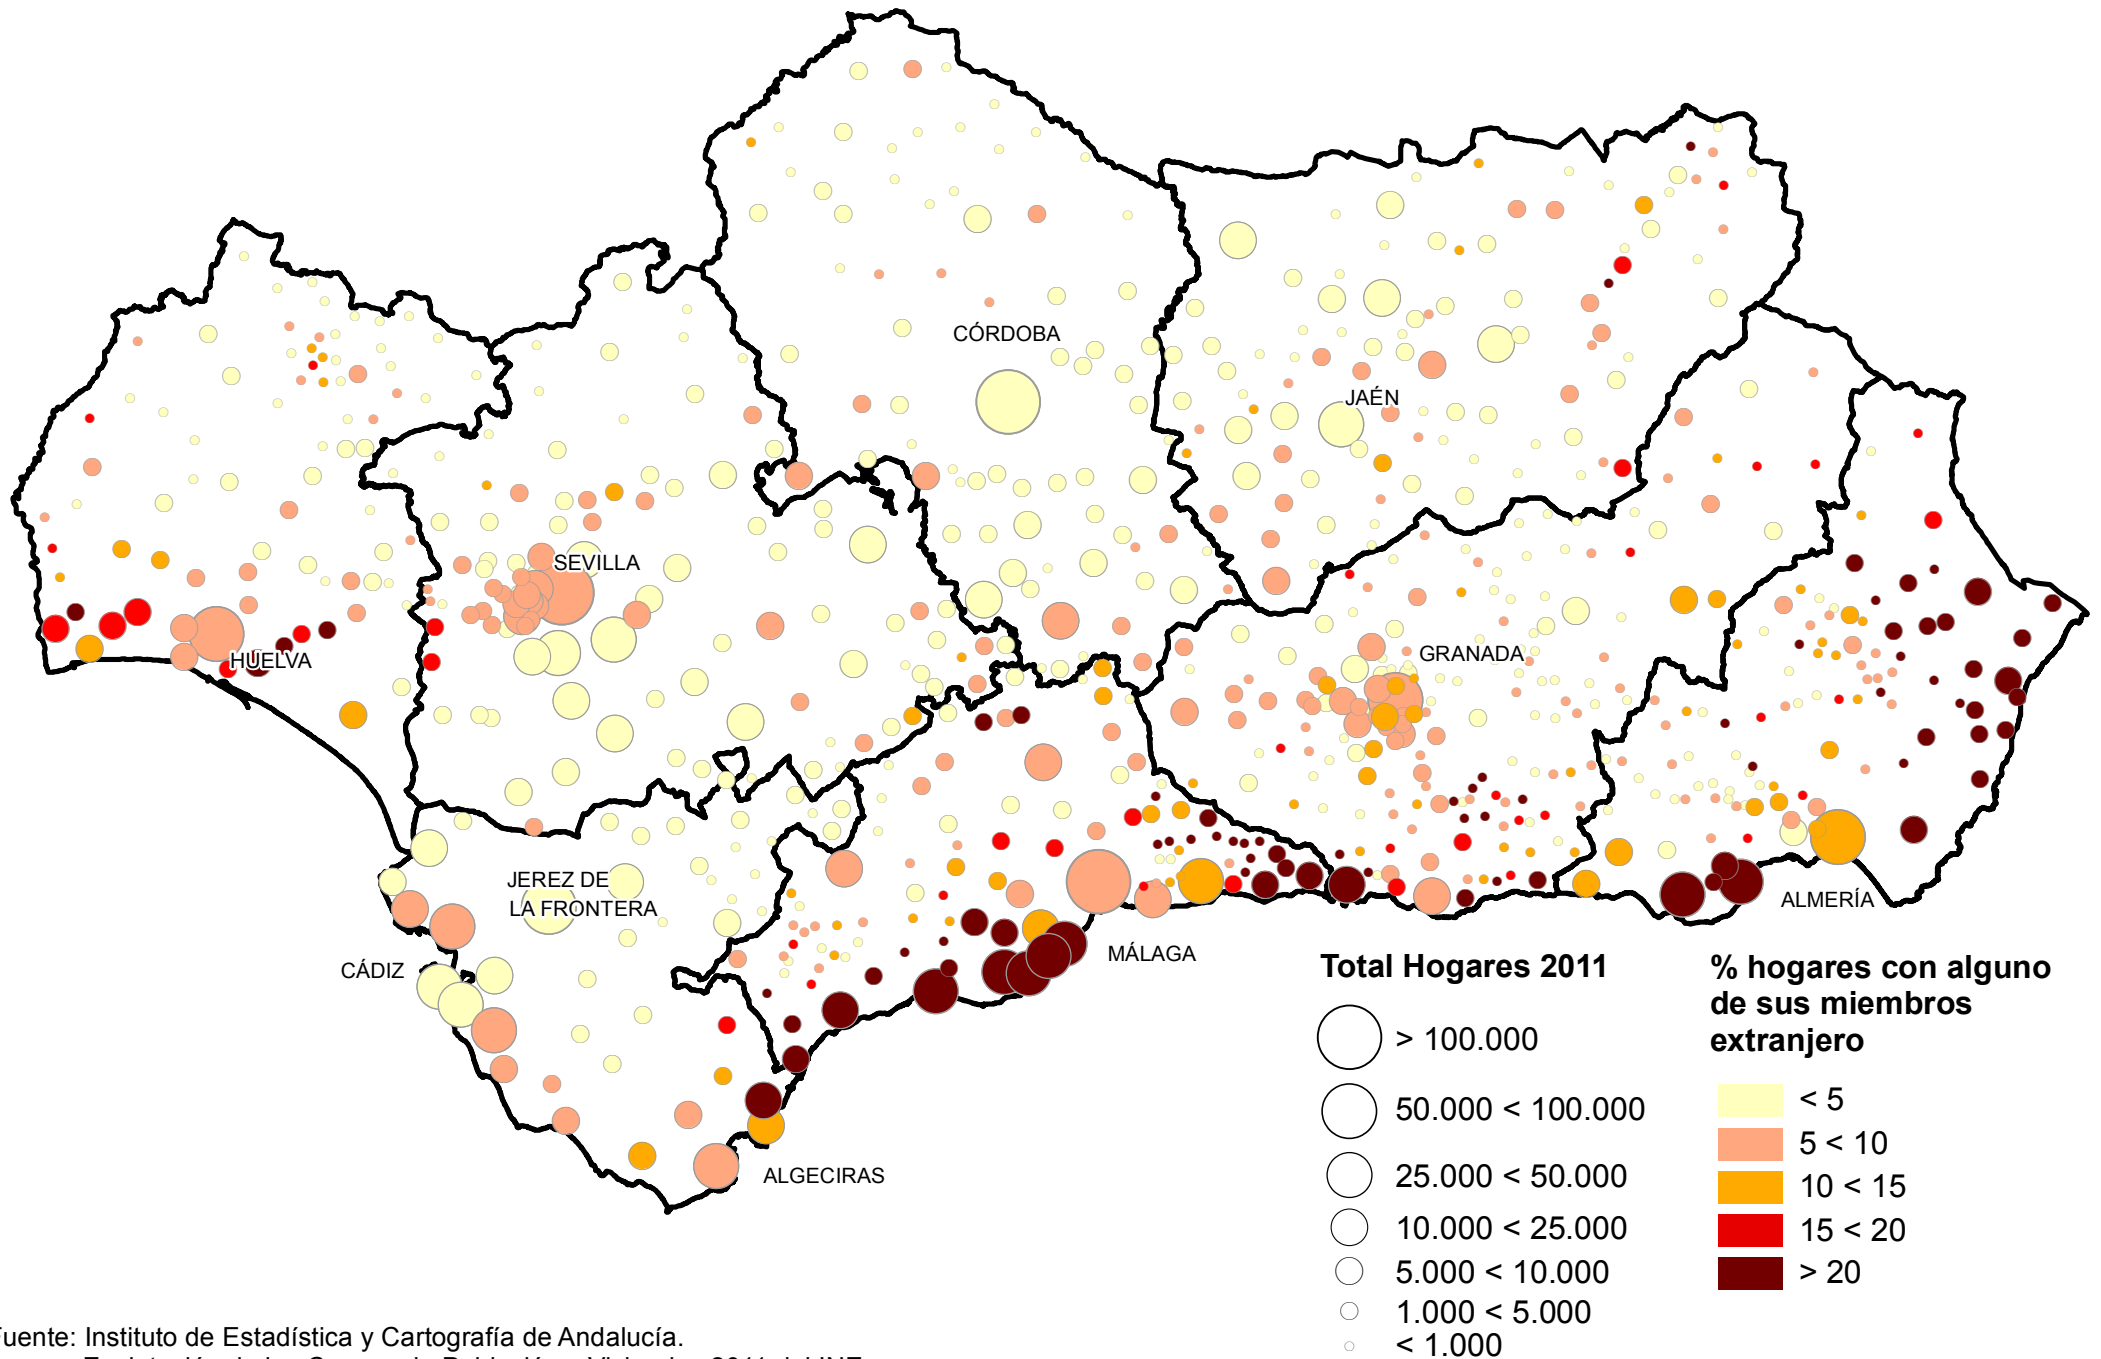 CÓRDOBA
JAÉN
SEVILLA
HUELVA
GRANADA
JEREZ DE
LA FRONTERA
ALMERÍA
MÁLAGA
CÁDIZ
ALGECIRAS
Total Hogares 2011
> 100.000
50.000 < 100.000
25.000 < 50.000
10.000 < 25.000
5.000 < 10.000
1.000 < 5.000
< 1.000
% hogares con alguno
de sus miembros
extranjero
< 5
5 < 10
10 < 15
15 < 20
> 20
Fuente: Instituto de Estadística y Cartografía de Andalucía.